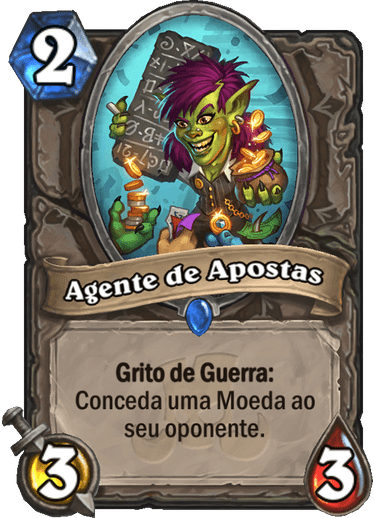 2
Agente de Apostas
Grito de Guerra:
Conceda uma Moeda ao
seu oponente.
3
3